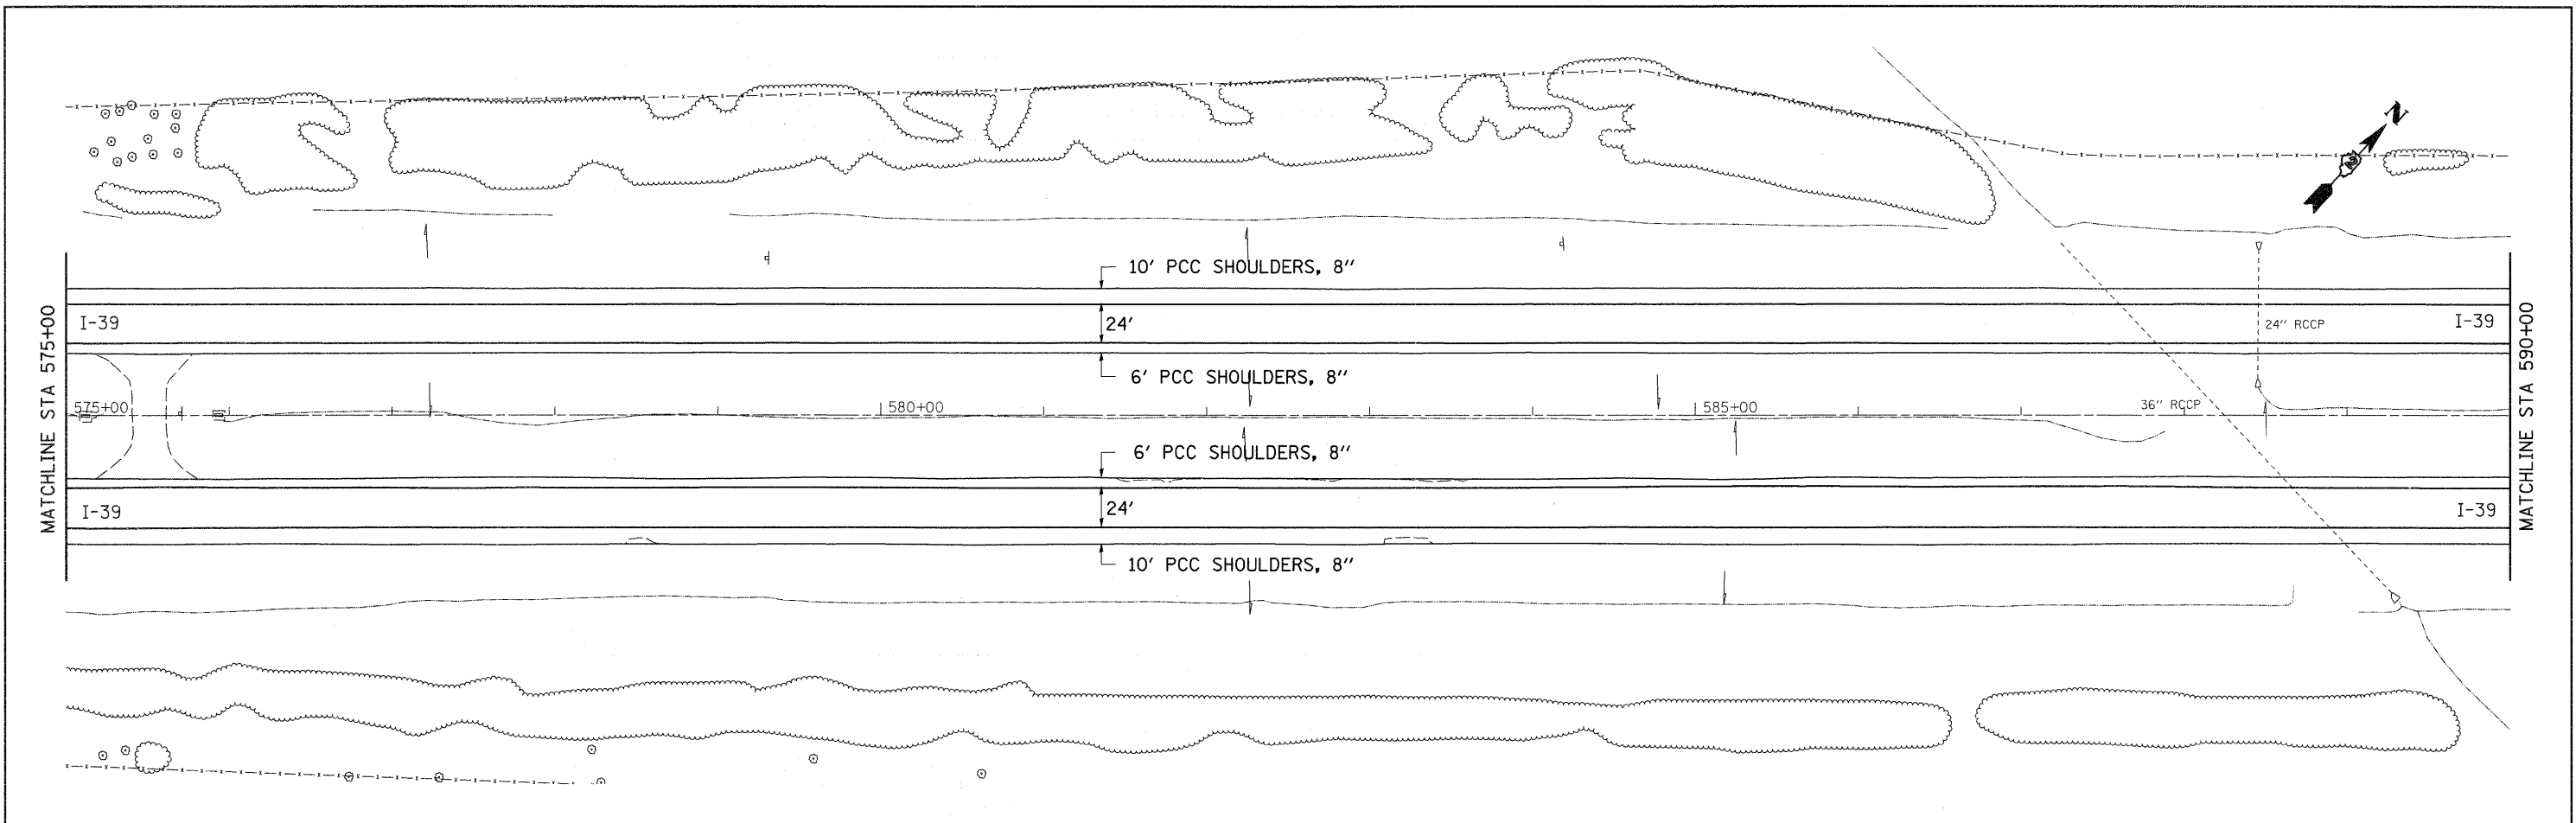 N
10' PCC SHOULDERS, 8"
I-39
24'
24" RCCP
I-39
MATCHLINE STA 575+00
MATCHLINE STA 590+00
6' PCC SHOULDERS, 8"
575+00
580+00
585+00
36" RCCP
6' PCC SHOULDERS, 8"
I-39
24'
I-39
10' PCC SHOULDERS, 8"